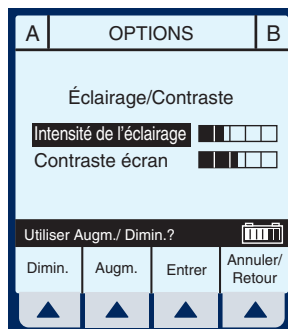 A OPTIONS B
Éclairage/Contraste
Intensité de l'éclairage
Contraste écran
Utiliser Augm./ Dimin.?
Dimin. Augm. Entrer Annuler/
Retour